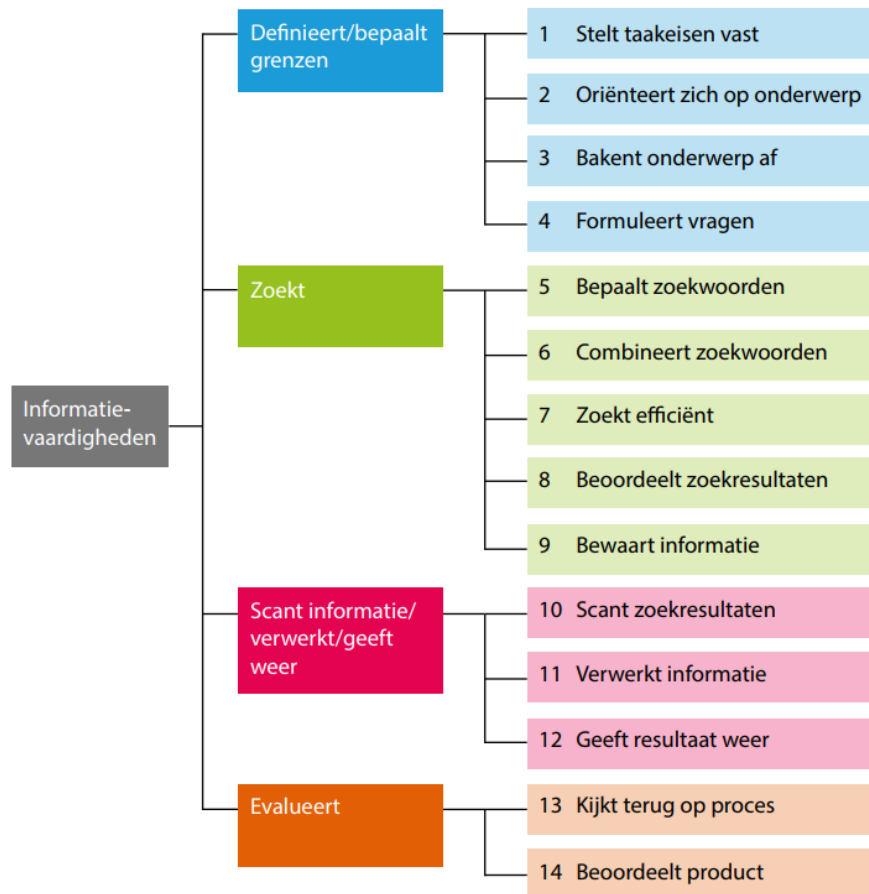 Informatie-
vaardigheden
Definieert/bepaalt
grenzen
1 Stelt taakeisen vast
2 Oriënteert zich op onderwerp
3 Bakent onderwerp af
4 Formuleert vragen
Zoekt
5 Bepaalt zoekwoorden
6 Combineert zoekwoorden
7 Zoekt efficiënt
8 Beoordeelt zoekresultaten
9 Bewaart informatie
Scant informatie/
verwerkt/geeft
weer
10 Scant zoekresultaten
11 Verwerkt informatie
12 Geeft resultaat weer
Evalueert
13 Kijkt terug op proces
14 Beoordeelt product